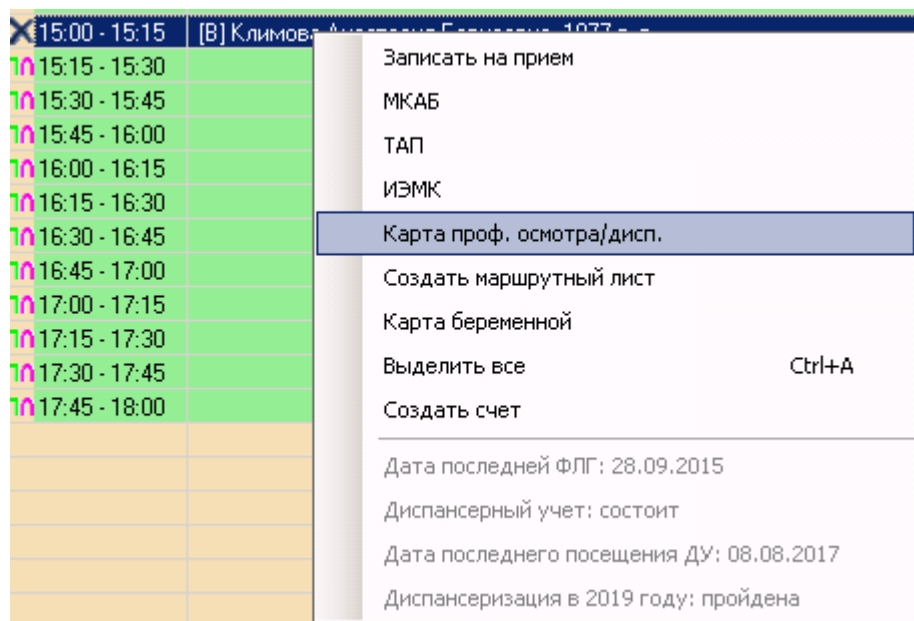 15:00 - 15:15 [В] Климова
15:15 - 15:30
15:30 - 15:45
15:45 - 16:00
16:00 - 16:15
16:15 - 16:30
16:30 - 16:45
16:45 - 17:00
17:00 - 17:15
17:15 - 17:30
17:30 - 17:45
17:45 - 18:00
Записать на прием
МКАБ
ТАП
ИЭМК
Карта проф. осмотра/дисп.
Создать маршрутный лист
Карта беременной
Выделить все Ctrl+A
Создать счет
Дата последней ФЛГ: 28.09.2015
Диспансерный учет: состоит
Дата последнего посещения ДУ: 08.08.2017
Диспансеризация в 2019 году: пройдена